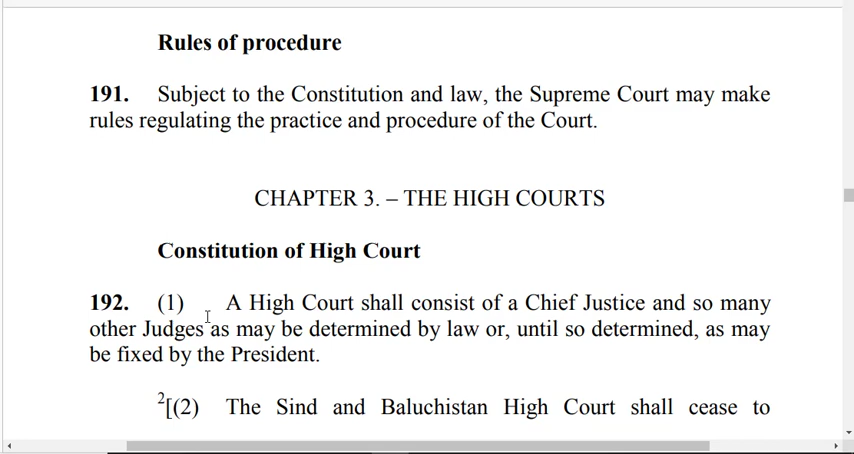 Rules of procedure
191. Subject to the Constitution and law, the Supreme Court may make
rules regulating the practice and procedure of the Court.
CHAPTER 3. – THE HIGH COURTS
Constitution of High Court
192. (1) A High Court shall consist of a Chief Justice and so many
other Judges as may be determined by law or, until so determined, as may
be fixed by the President.
2[(2) The Sind and Baluchistan High Court shall cease to